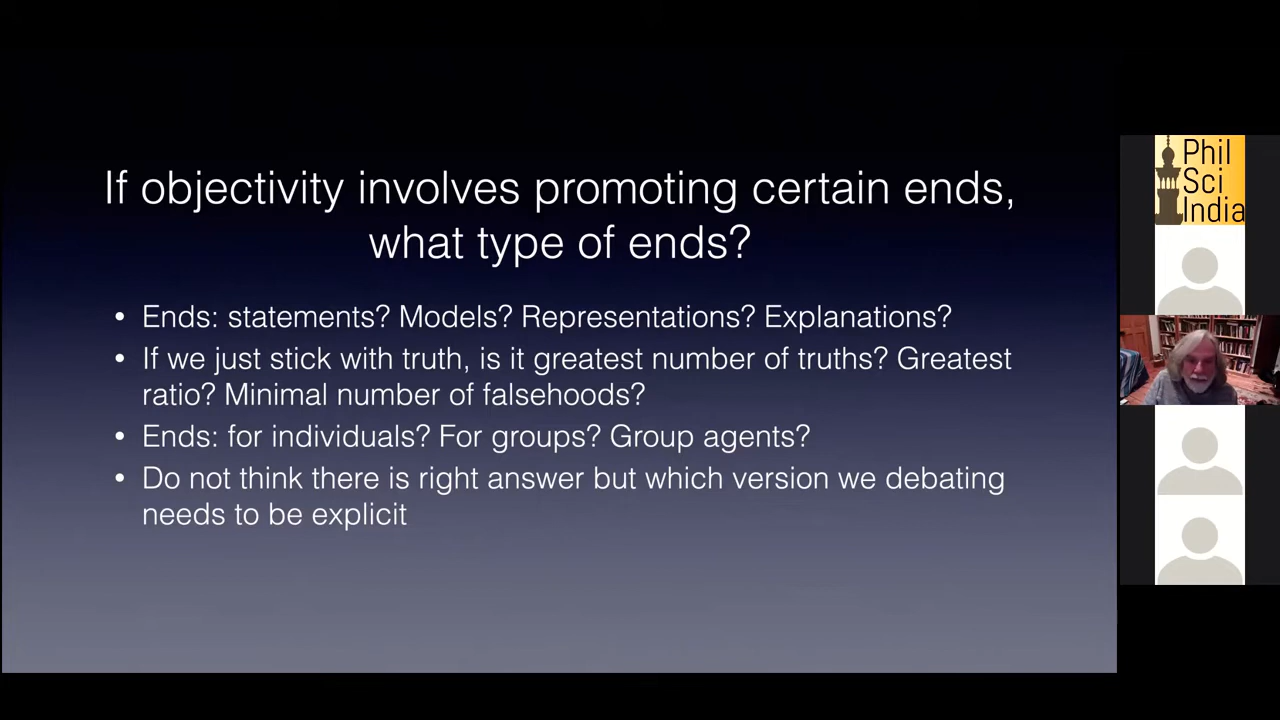 If objectivity involves promoting certain ends,
what type of ends?
• Ends: statements? Models? Representations? Explanations?
• If we just stick with truth, is it greatest number of truths? Greatest
ratio? Minimal number of falsehoods?
• Ends: for individuals? For groups? Group agents?
• Do not think there is right answer but which version we debating
needs to be explicit
Phil
Sci
India